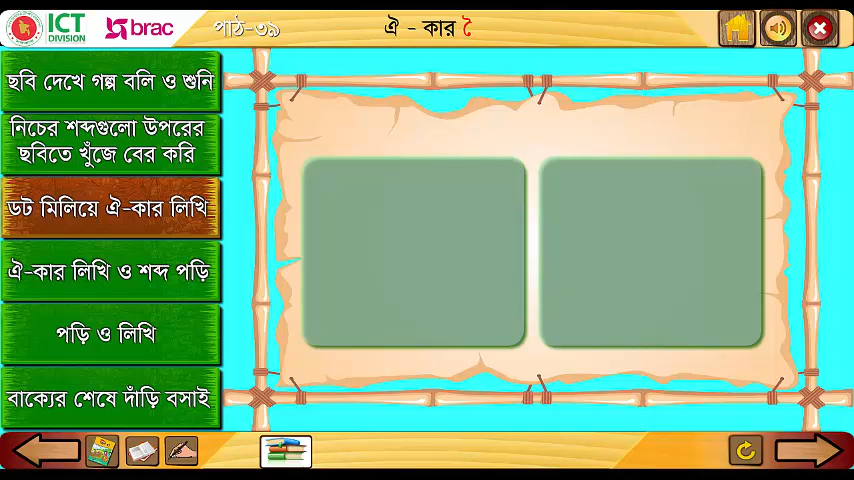 ICT
DIVISION
brac
পাঠ-৩৯
ঐ - কার ৈ
ছবি দেখে গল্প বলি ও শুনি
নিচের শব্দগুলো উপরের
ছবিতে খুঁজে বের করি
ডট মিলিয়ে ঐ-কার লিখি
ঐ-কার লিখি ও শব্দ পড়ি
পড়ি ও লিখি
বাক্যের শেষে দাঁড়ি বসাই